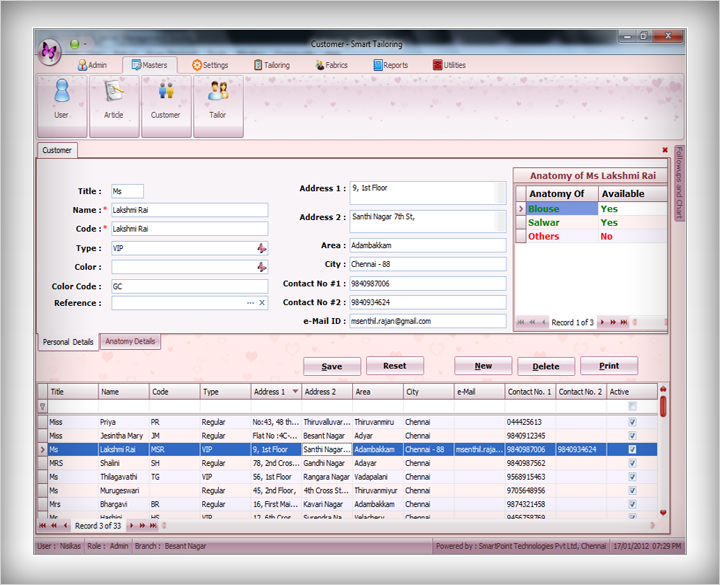 Customer - Smart Tailoring
Admin Masters Settings Tailoring Fabrics Reports Utilities
User Article Customer Tailor
Customer
Followups and Chart
Title : Ms
Name : * Lakshmi Rai
Code : * Lakshmi Rai
Type : VIP
Color :
Color Code : GC
Reference :
Address 1 : 9, 1st Floor
Address 2 : Santhi Nagar 7th St,
Area : Adambakkam
City : Chennai - 88
Contact No #1 : 9840987006
Contact No #2 : 9840934624
e-Mail ID : msenthil.rajan@gmail.com
Anatomy of Ms Lakshmi Rai
Anatomy Of Available
Blouse Yes
Salwar Yes
Others No
Record 1 of 3
Personal Details Anatomy Details
Save Reset New Delete Print
Title Name Code Type Address 1 Address 2 Area City e-Mail Contact No. 1 Contact No. 2 Active
Miss Priya PR Regular No:43, 48 th... Thiruvalluvar... Thiruvanmiru Chennai 044425613
Miss Jesintha Mary JM Regular Flat No :4C-... Besant Nagar Adyar Chennai 9840912345
Ms Lakshmi Rai MSR VIP 9, 1st Floor Santhi Nagar... Adambakkam Chennai - 88 msenthil.raja... 9840987006 9840934624
MRS Shalini SH Regular 78, 2nd Cros... Gandhi Nagar Adayar Chennai 9840987562
Ms Thilagavathi TG VIP 56, 1st Floor Rangara Nagar Vadapalani Chennai 9568915463
Ms Murugeswari Regular 45, 2nd Floor, 4th Cross St... Thiruvanmiyur Chennai 9705648956
Mrs Bhargavi BR Regular 16, First Mai... Kavari Nagar Adambakkam Chennai 9874321458
Ms HS VIP 12, 6th Cros Surendra Na Velachery Chennai
Record 3 of 33
User : Nisikas Role : Admin Branch : Besant Nagar Powered by : SmartPoint Technologies Pvt Ltd, Chennai 17/01/2012 07:29 PM